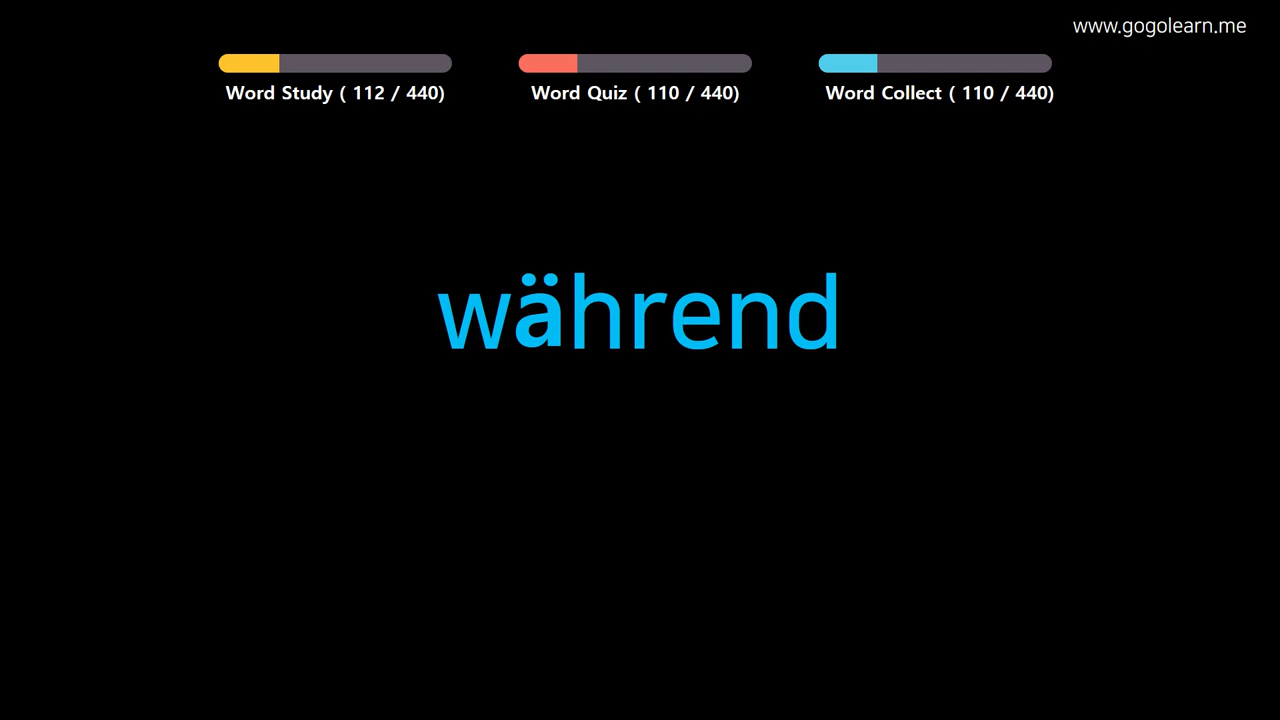 www.gogolearn.me
Word Study ( 112 / 440)
Word Quiz ( 110 / 440)
Word Collect ( 110 / 440)
während